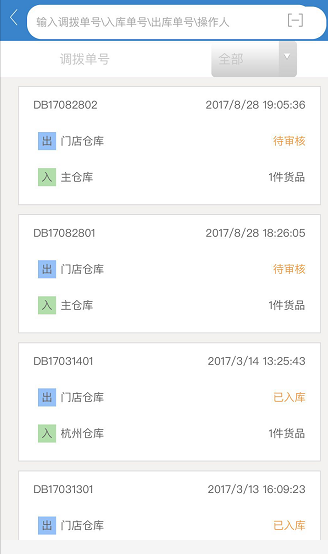 输入调拨单号\入库单号\出库单号\操作人
调拨单号 全部
DB17082802 2017/8/28 19:05:36
出 门店仓库 待审核
入 主仓库 1件货品
DB17082801 2017/8/28 18:26:05
出 门店仓库 待审核
入 主仓库 1件货品
DB17031401 2017/3/14 13:25:43
出 门店仓库 已入库
入 杭州仓库 1件货品
DB17031301 2017/3/13 16:09:23
出 门店仓库 已入库